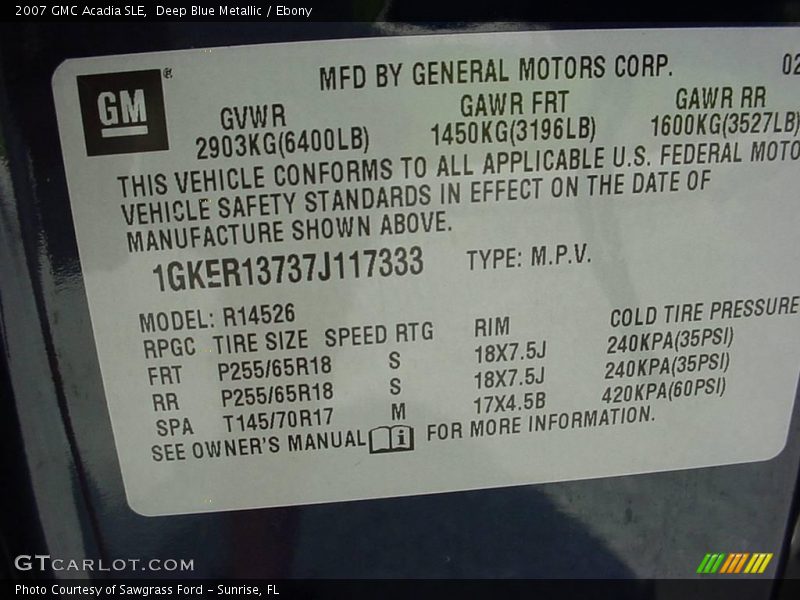 2007 GMC Acadia SLE, Deep Blue Metallic / Ebony
GM ®
MFD BY GENERAL MOTORS CORP. 02
GVWR GAWR FRT GAWR RR
2903KG(6400LB) 1450KG(3196LB) 1600KG(3527LB)
THIS VEHICLE CONFORMS TO ALL APPLICABLE U.S. FEDERAL MOTO
VEHICLE SAFETY STANDARDS IN EFFECT ON THE DATE OF
MANUFACTURE SHOWN ABOVE.
1GKER13737J117333 TYPE: M.P.V.
MODEL: R14526
RPGC TIRE SIZE SPEED RTG RIM COLD TIRE PRESSURE
FRT P255/65R18 S 18X7.5J 240KPA(35PSI)
RR P255/65R18 S 18X7.5J 240KPA(35PSI)
SPA T145/70R17 M 17X4.5B 420KPA(60PSI)
SEE OWNER'S MANUAL i FOR MORE INFORMATION.
GTCARLOT.COM
Photo Courtesy of Sawgrass Ford - Sunrise, FL